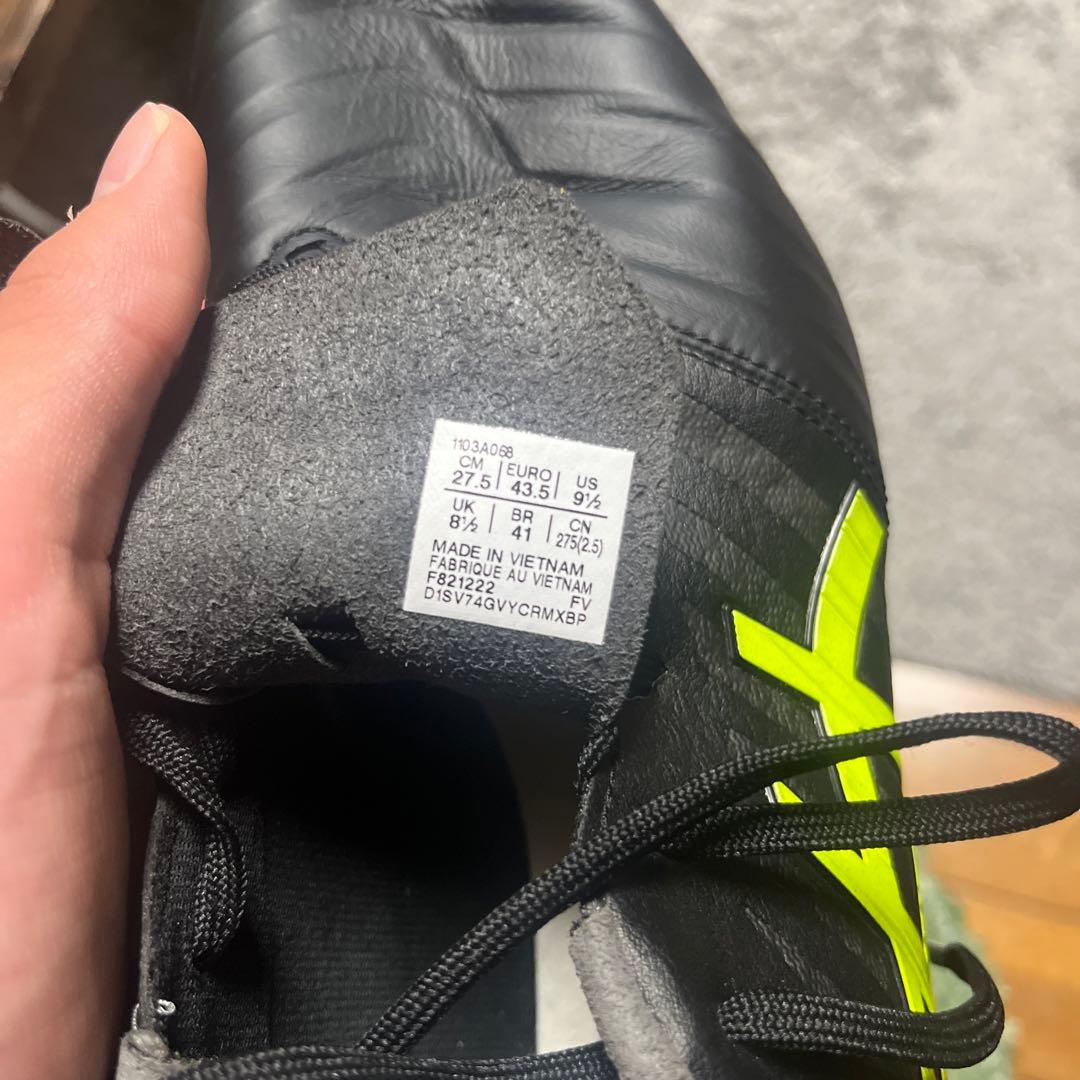 1103A068
CM 27.5 | EURO 43.5 | US 9½
UK 8½ | BR 41 | CN 275(2.5)
MADE IN VIETNAM
FABRIQUE AU VIETNAM
F821222 FV
D1SV74GVYCRMXBP